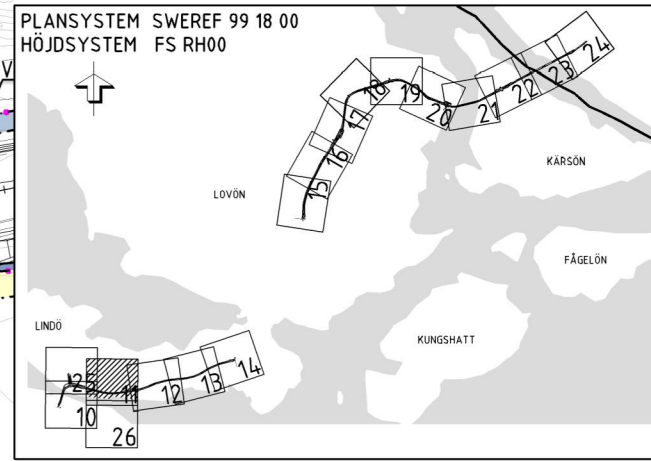 PLANSYSTEM SWEREF 99 18 00
HÖJDSYSTEM FS RH00
V
24
23
22
21
20
19
18
17
16
15
KÄRSÖN
LOVÖN
FÅGELÖN
LINDÖ
KUNGSHATT
14
13
12
11
25
10
26